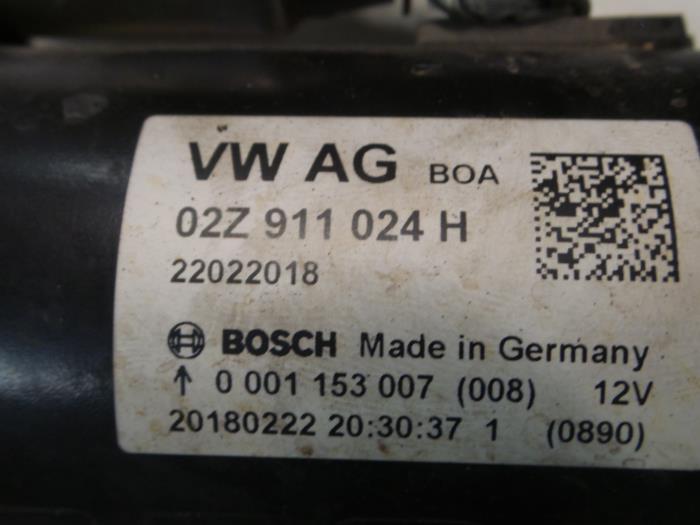 VW AG BOA
02Z 911 024 H
22022018
BOSCH Made in Germany
↑ 0 001 153 007 (008) 12V
20180222 20:30:37 1 (0890)